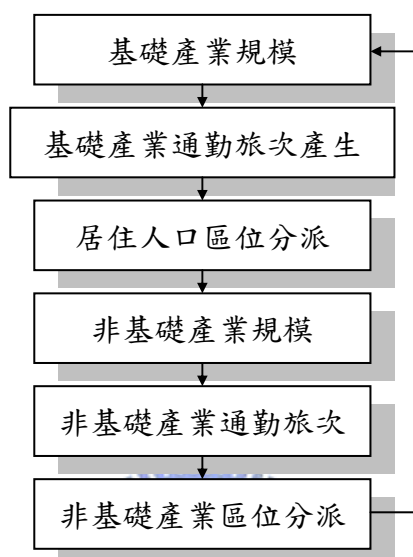 基礎產業規模
基礎產業通勤旅次產生
居住人口區位分派
非基礎產業規模
非基礎產業通勤旅次
非基礎產業區位分派